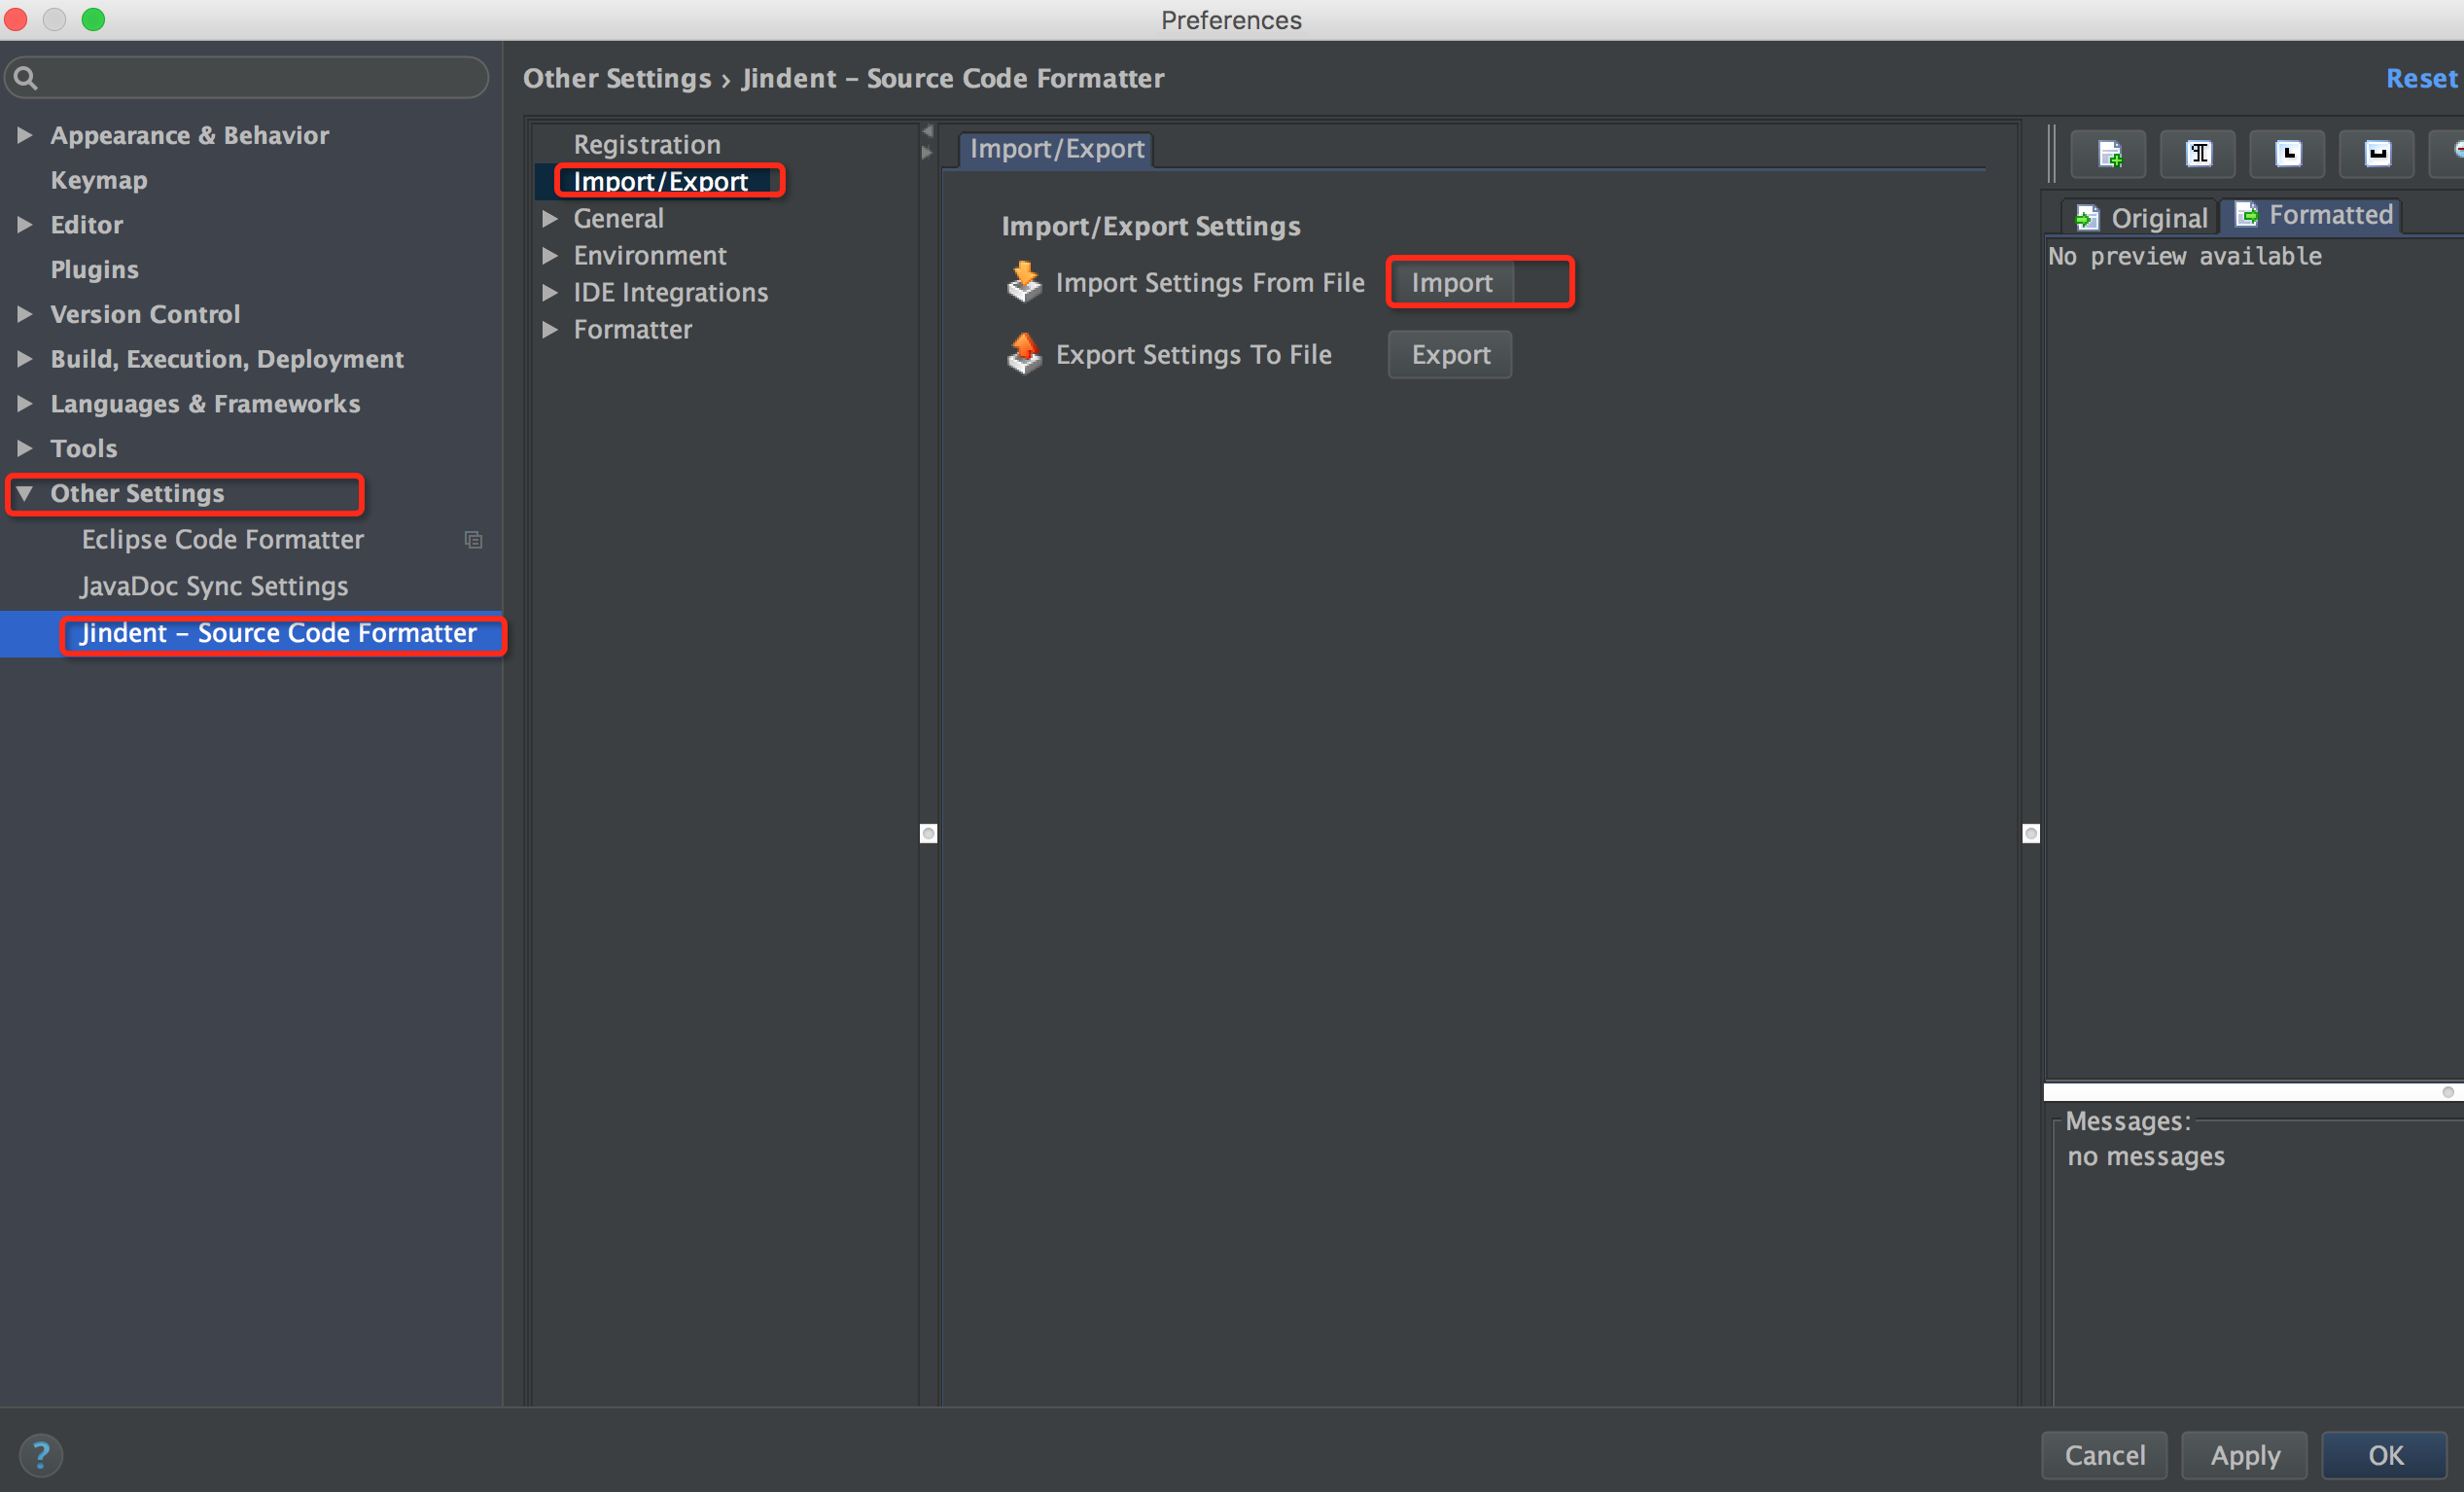 Preferences
Other Settings › Jindent – Source Code Formatter
Reset
Appearance & Behavior
Keymap
Editor
Plugins
Version Control
Build, Execution, Deployment
Languages & Frameworks
Tools
Other Settings
Eclipse Code Formatter
JavaDoc Sync Settings
Jindent – Source Code Formatter
Registration
Import/Export
General
Environment
IDE Integrations
Formatter
Import/Export
Import/Export Settings
Import Settings From File
Import
Export Settings To File
Export
Original
Formatted
No preview available
Messages:
no messages
?
Cancel
Apply
OK